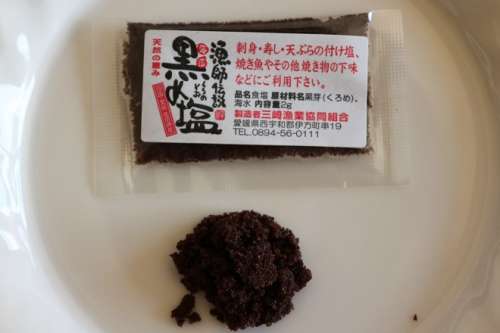 天然の恵み
漁師伝説
黒水塩
刺身・寿し・天ぷらの付け塩、
焼き魚やその他焼き物の下味
などにご利用下さい。
品名食塩 原材料名黒芽(くろめ)、
海水 内容量2g
製造者三崎漁業協同組合
愛媛県西宇和郡伊方町串19
TEL.0894-56-0111